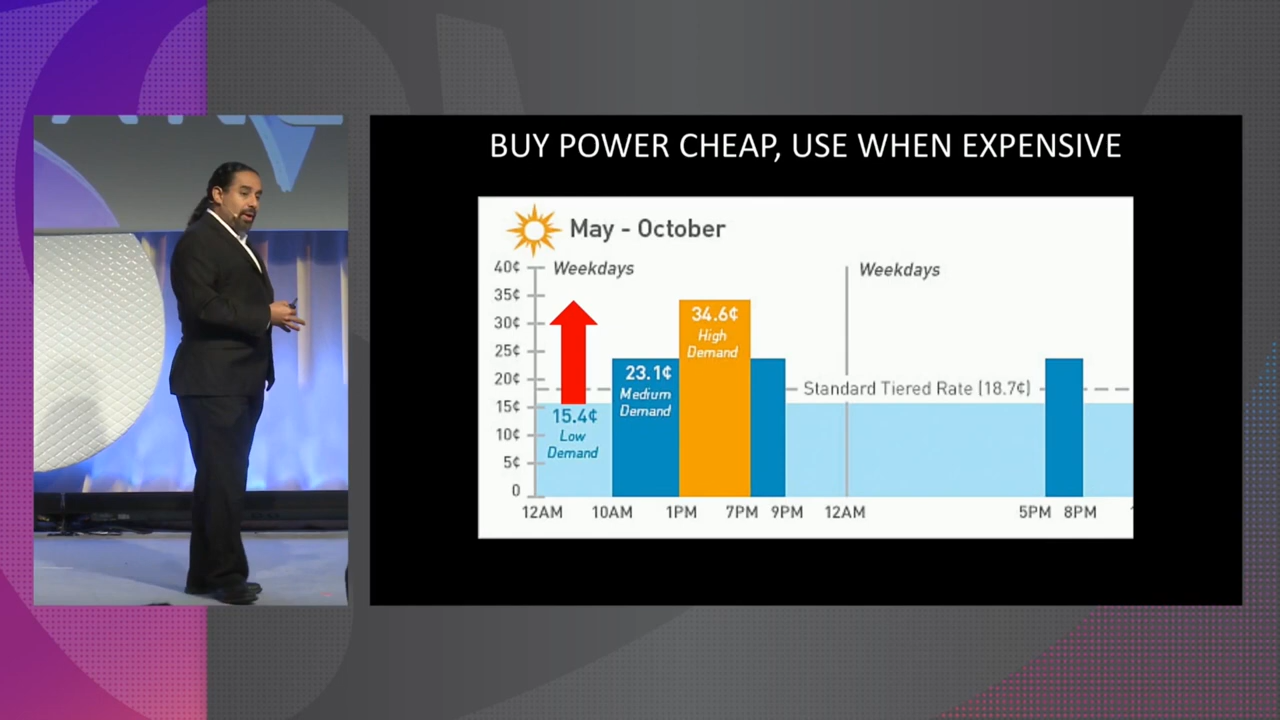 BUY POWER CHEAP, USE WHEN EXPENSIVE
May - October
Weekdays
Weekdays
40¢
35¢
30¢
25¢
20¢
15¢
10¢
5¢
0
34.6¢
High
Demand
23.1¢
Medium
Demand
15.4¢
Low
Demand
Standard Tiered Rate (18.7¢)
12AM
10AM
1PM
7PM
9PM
12AM
5PM
8PM